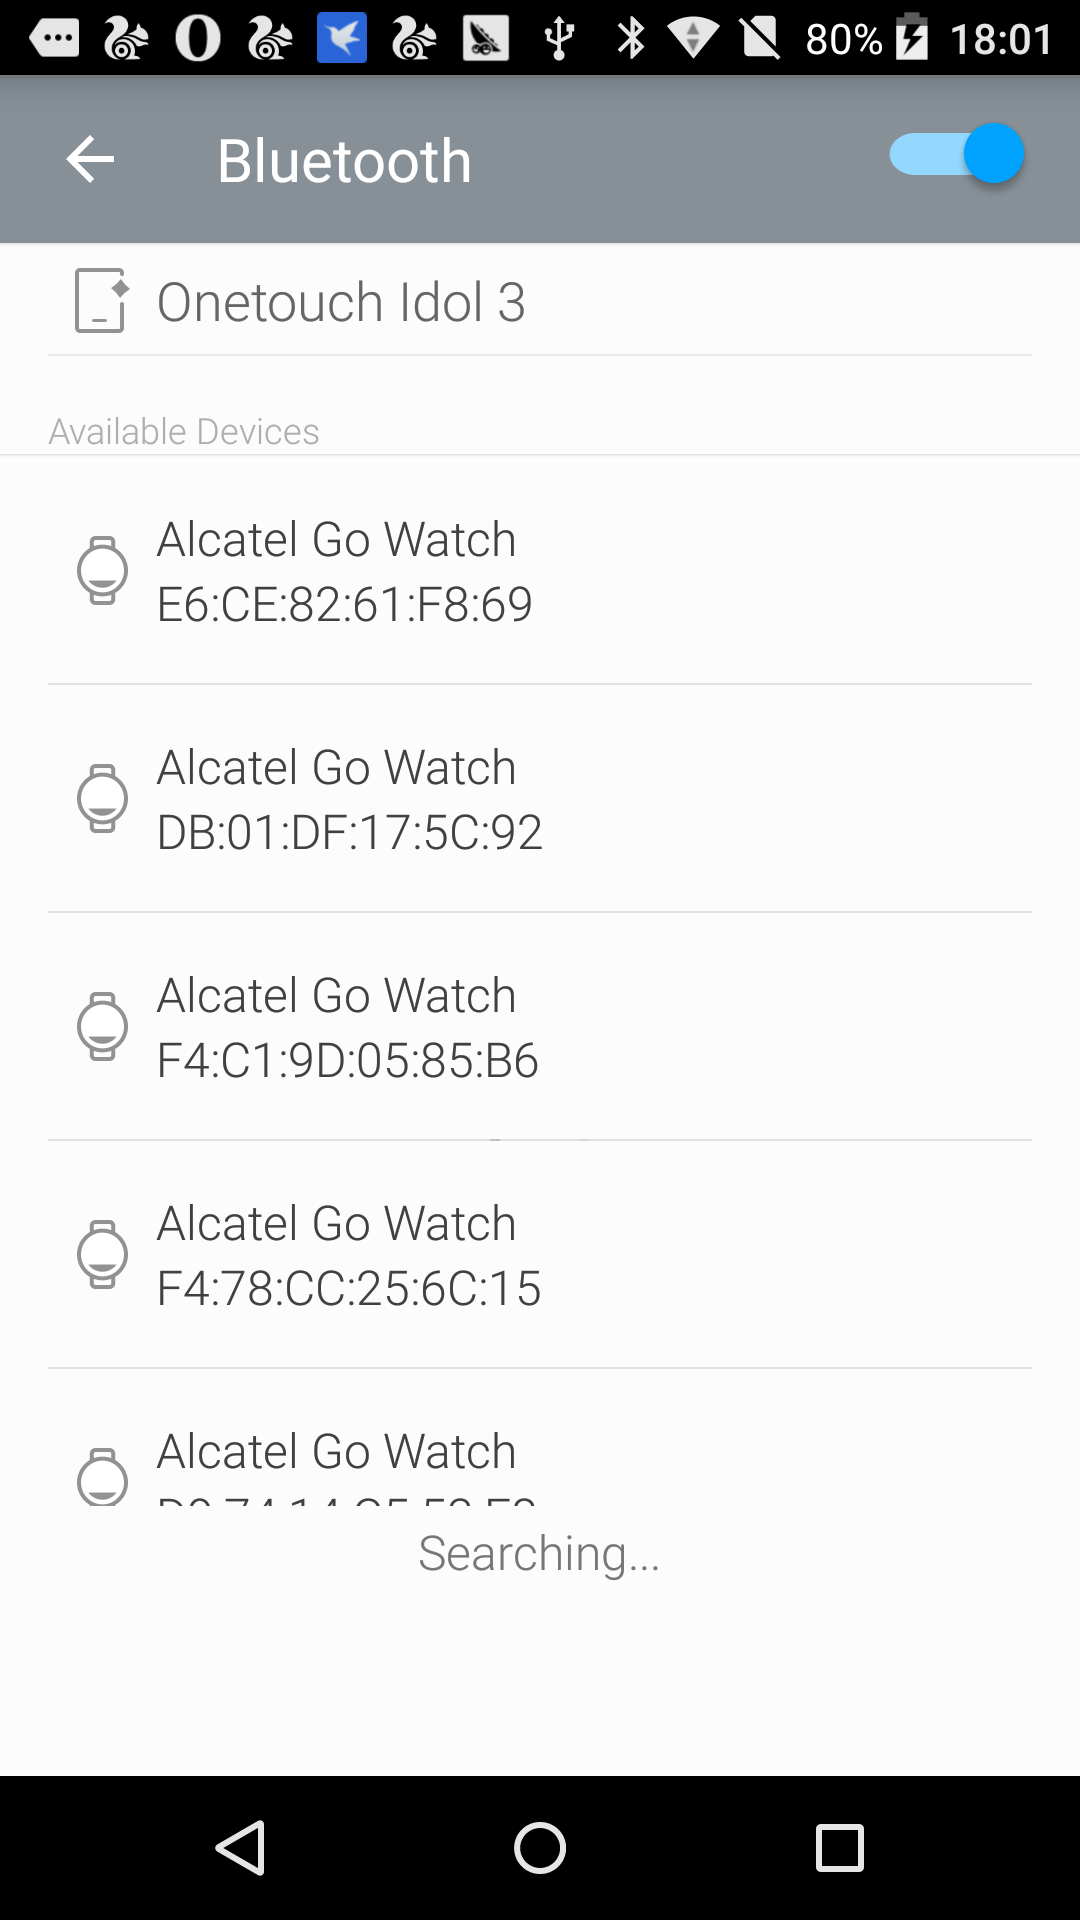 80% 18:01
Bluetooth
Onetouch Idol 3
Available Devices
Alcatel Go Watch
E6:CE:82:61:F8:69
Alcatel Go Watch
DB:01:DF:17:5C:92
Alcatel Go Watch
F4:C1:9D:05:85:B6
Alcatel Go Watch
F4:78:CC:25:6C:15
Alcatel Go Watch
Searching...